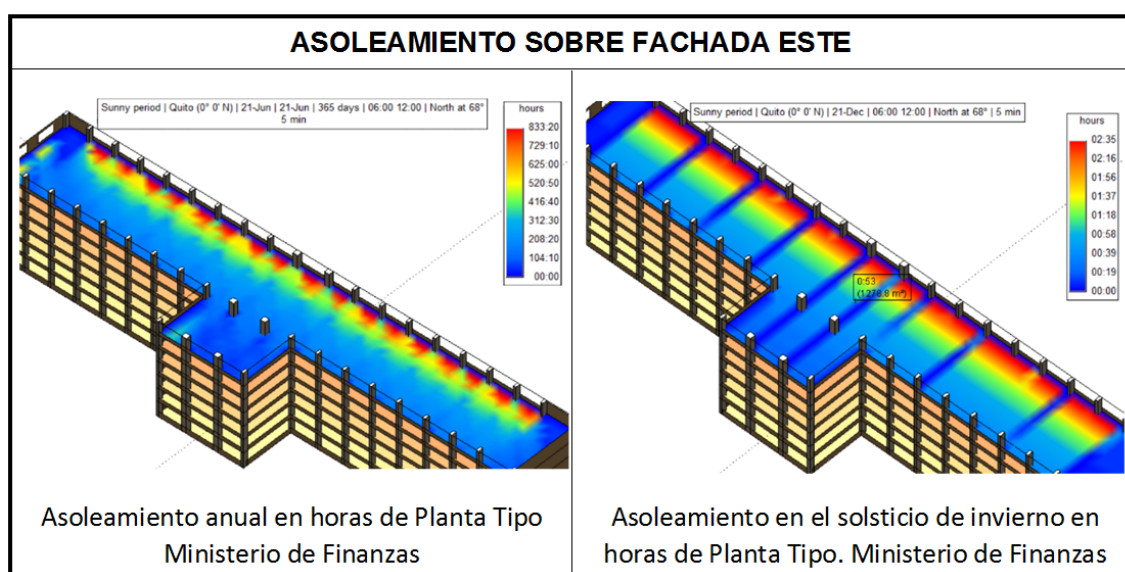 ASOLEAMIENTO SOBRE FACHADA ESTE
Sunny period | Quito (0° 0' N) | 21-Jun | 21-Jun | 365 days | 06:00 12:00 | North at 68°
5 min
hours
833:20
729:10
625:00
520:50
416:40
312:30
208:20
104:10
00:00
Asoleamiento anual en horas de Planta Tipo
Ministerio de Finanzas
Sunny period | Quito (0° 0' N) | 21-Dec | 06:00 12:00 | North at 68° | 5 min
hours
02:35
02:16
01:56
01:37
01:18
00:58
00:39
00:19
00:00
0:53
(1278,8 m²)
Asoleamiento en el solsticio de invierno en
horas de Planta Tipo. Ministerio de Finanzas